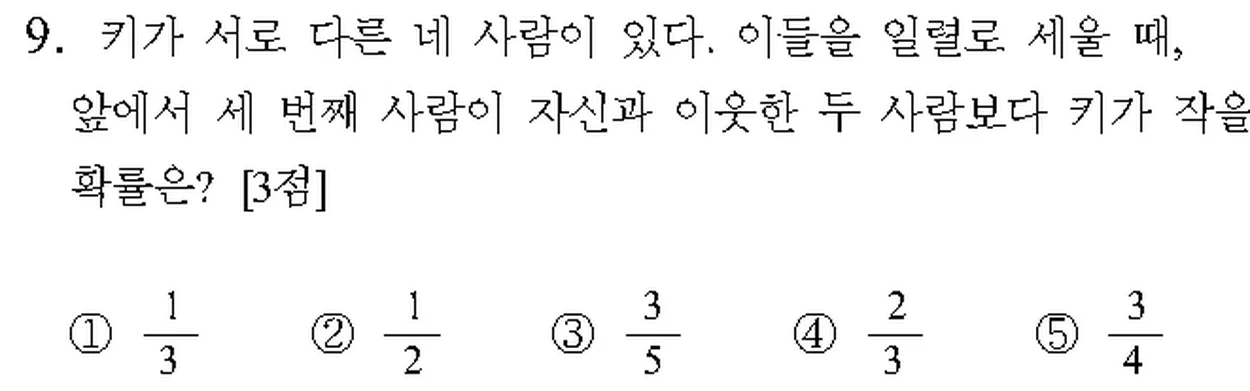 9. 키가 서로 다른 네 사람이 있다. 이들을 일렬로 세울 때,
앞에서 세 번째 사람이 자신과 이웃한 두 사람보다 키가 작을
확률은? [3점]
① 1/3 ② 1/2 ③ 3/5 ④ 2/3 ⑤ 3/4